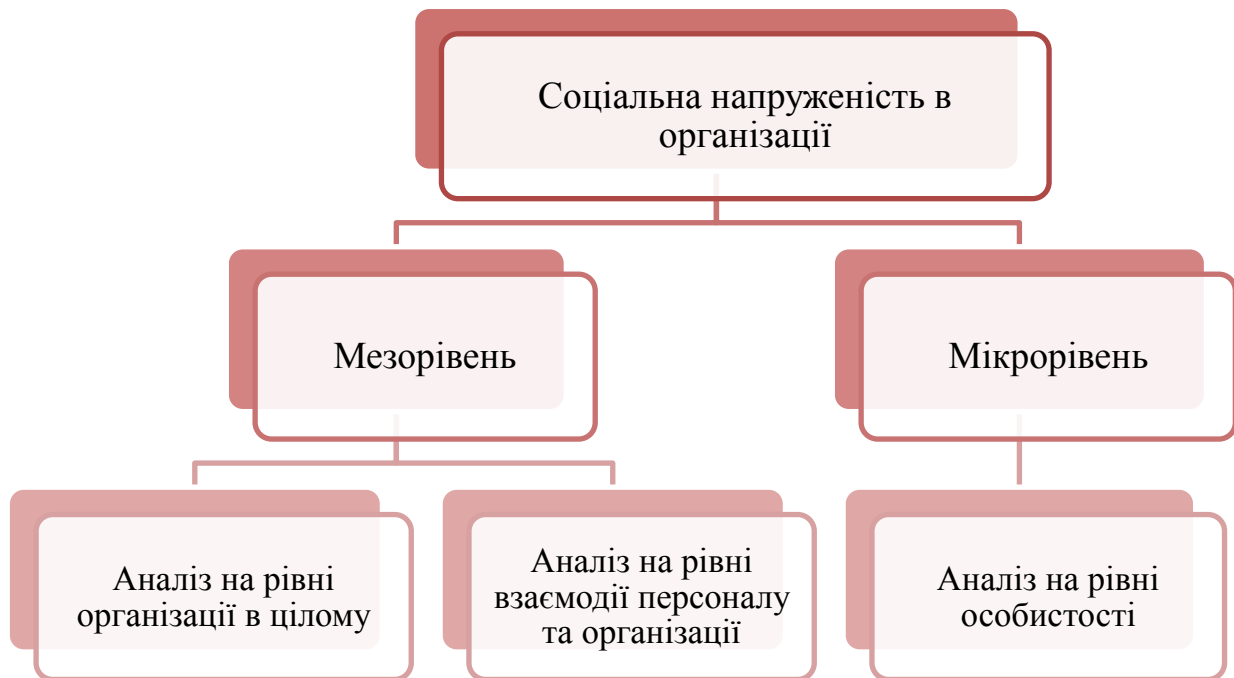 Соціальна напруженість в
організації
Мезорівень
Мікрорівень
Аналіз на рівні
організації в цілому
Аналіз на рівні
взаємодії персоналу
та організації
Аналіз на рівні
особистості